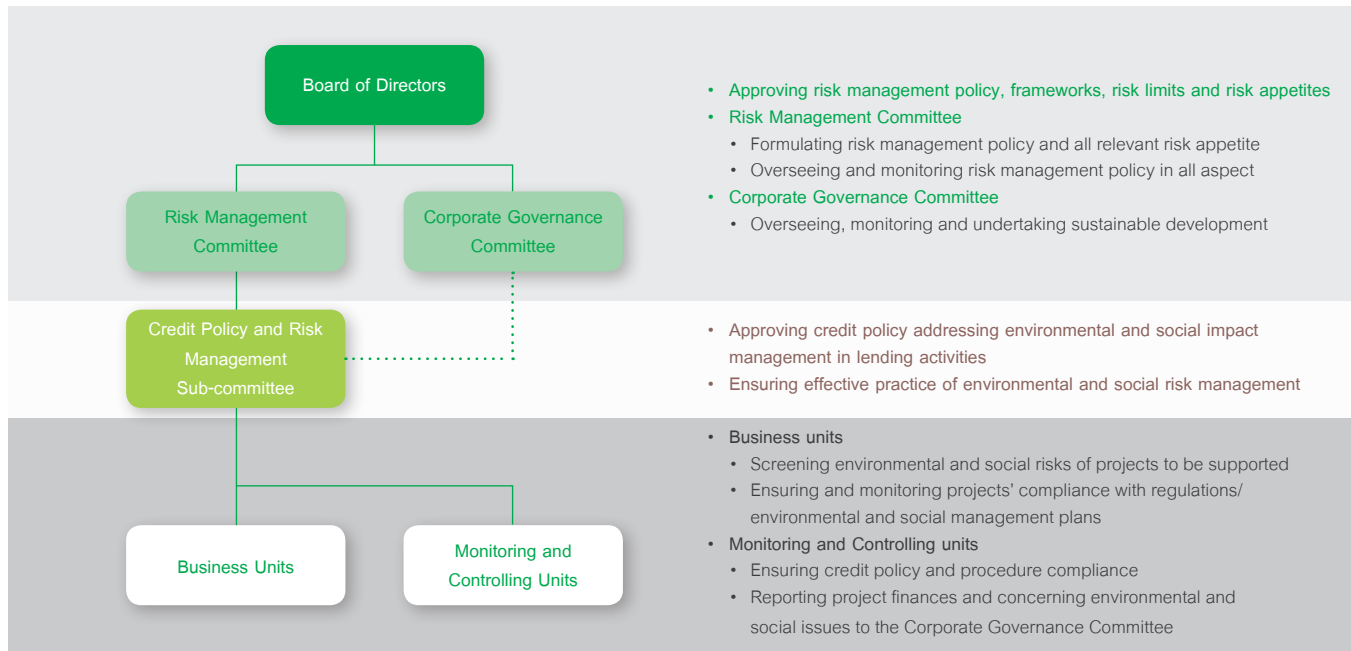 Board of Directors
Risk Management
Committee
Corporate Governance
Committee
Credit Policy and Risk
Management
Sub-committee
Business Units
Monitoring and
Controlling Units
• Approving risk management policy, frameworks, risk limits and risk appetites
• Risk Management Committee
• Formulating risk management policy and all relevant risk appetite
• Overseeing and monitoring risk management policy in all aspect
• Corporate Governance Committee
• Overseeing, monitoring and undertaking sustainable development
• Approving credit policy addressing environmental and social impact
management in lending activities
• Ensuring effective practice of environmental and social risk management
• Business units
• Screening environmental and social risks of projects to be supported
• Ensuring and monitoring projects' compliance with regulations/
environmental and social management plans
• Monitoring and Controlling units
• Ensuring credit policy and procedure compliance
• Reporting project finances and concerning environmental and
social issues to the Corporate Governance Committee